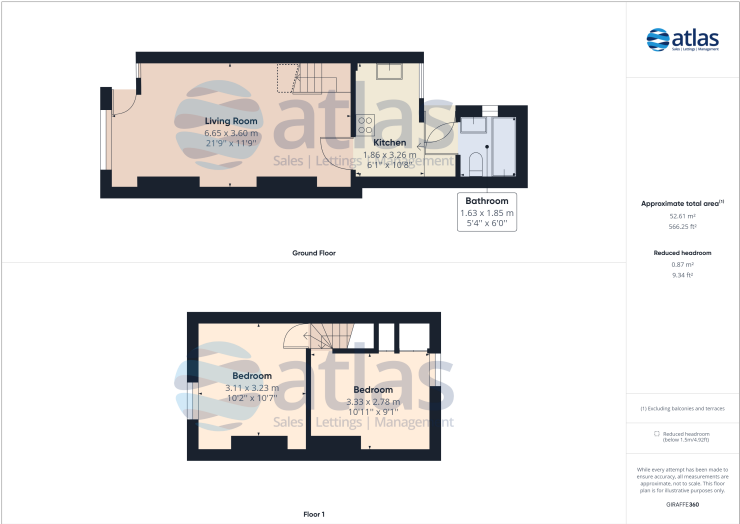 atlas
Sales | Lettings | Management
Living Room
6.65 x 3.60 m
21'9" x 11'9"
Kitchen
1.86 x 3.26 m
6'1" x 10'8"
Bathroom
1.63 x 1.85 m
5'4" x 6'0"
atlas
Sales | Lettings | Management
Ground Floor
Bedroom
3.11 x 3.23 m
10'2" x 10'7"
Bedroom
3.33 x 2.78 m
10'11" x 9'1"
atlas
Sales | Lettings | Management
Floor 1
Approximate total area(1)
52.61 m²
566.25 ft²
Reduced headroom
0.87 m²
9.34 ft²
(1) Excluding balconies and terraces
Reduced headroom
(below 1.5m/4.92ft)
While every attempt has been made to
ensure accuracy, all measurements are
approximate, not to scale. This floor
plan is for illustrative purposes only.
GIRAFFE360